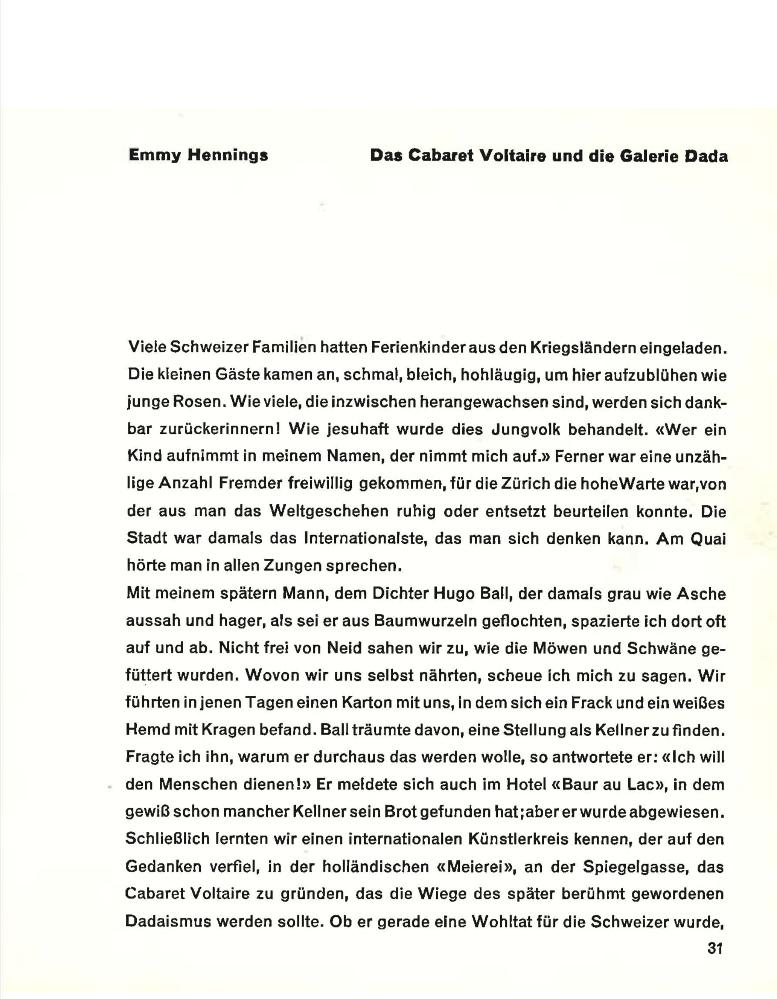 Emmy Hennings Das Cabaret Voltaire und die Galerie Dada
Viele Schweizer Familien hatten Ferienkinder aus den Kriegsländern eingeladen.
Die kleinen Gäste kamen an, schmal, bleich, hohläugig, um hier aufzublühen wie
junge Rosen. Wie viele, die inzwischen herangewachsen sind, werden sich dank-
bar zurückerinnern! Wie jesuhaft wurde dies Jungvolk behandelt. «Wer ein
Kind aufnimmt in meinem Namen, der nimmt mich auf.» Ferner war eine unzäh-
lige Anzahl Fremder freiwillig gekommen, für die Zürich die hohe Warte war, von
der aus man das Weltgeschehen ruhig oder entsetzt beurteilen konnte. Die
Stadt war damals das Internationalste, das man sich denken kann. Am Quai
hörte man in allen Zungen sprechen.
Mit meinem spätern Mann, dem Dichter Hugo Ball, der damals grau wie Asche
aussah und hager, als sei er aus Baumwurzeln geflochten, spazierte ich dort oft
auf und ab. Nicht frei von Neid sahen wir zu, wie die Möwen und Schwäne ge-
füttert wurden. Wovon wir uns selbst nährten, scheue ich mich zu sagen. Wir
führten in jenen Tagen einen Karton mit uns, in dem sich ein Frack und ein weißes
Hemd mit Kragen befand. Ball träumte davon, eine Stellung als Kellner zu finden.
Fragte ich ihn, warum er durchaus das werden wolle, so antwortete er: «Ich will
den Menschen dienen!» Er meldete sich auch im Hotel «Baur au Lac», in dem
gewiß schon mancher Kellner sein Brot gefunden hat; aber er wurde abgewiesen.
Schließlich lernten wir einen internationalen Künstlerkreis kennen, der auf den
Gedanken verfiel, in der holländischen «Meierei», an der Spiegelgasse, das
Cabaret Voltaire zu gründen, das die Wiege des später berühmt gewordenen
Dadaismus werden sollte. Ob er gerade eine Wohltat für die Schweizer wurde,
31